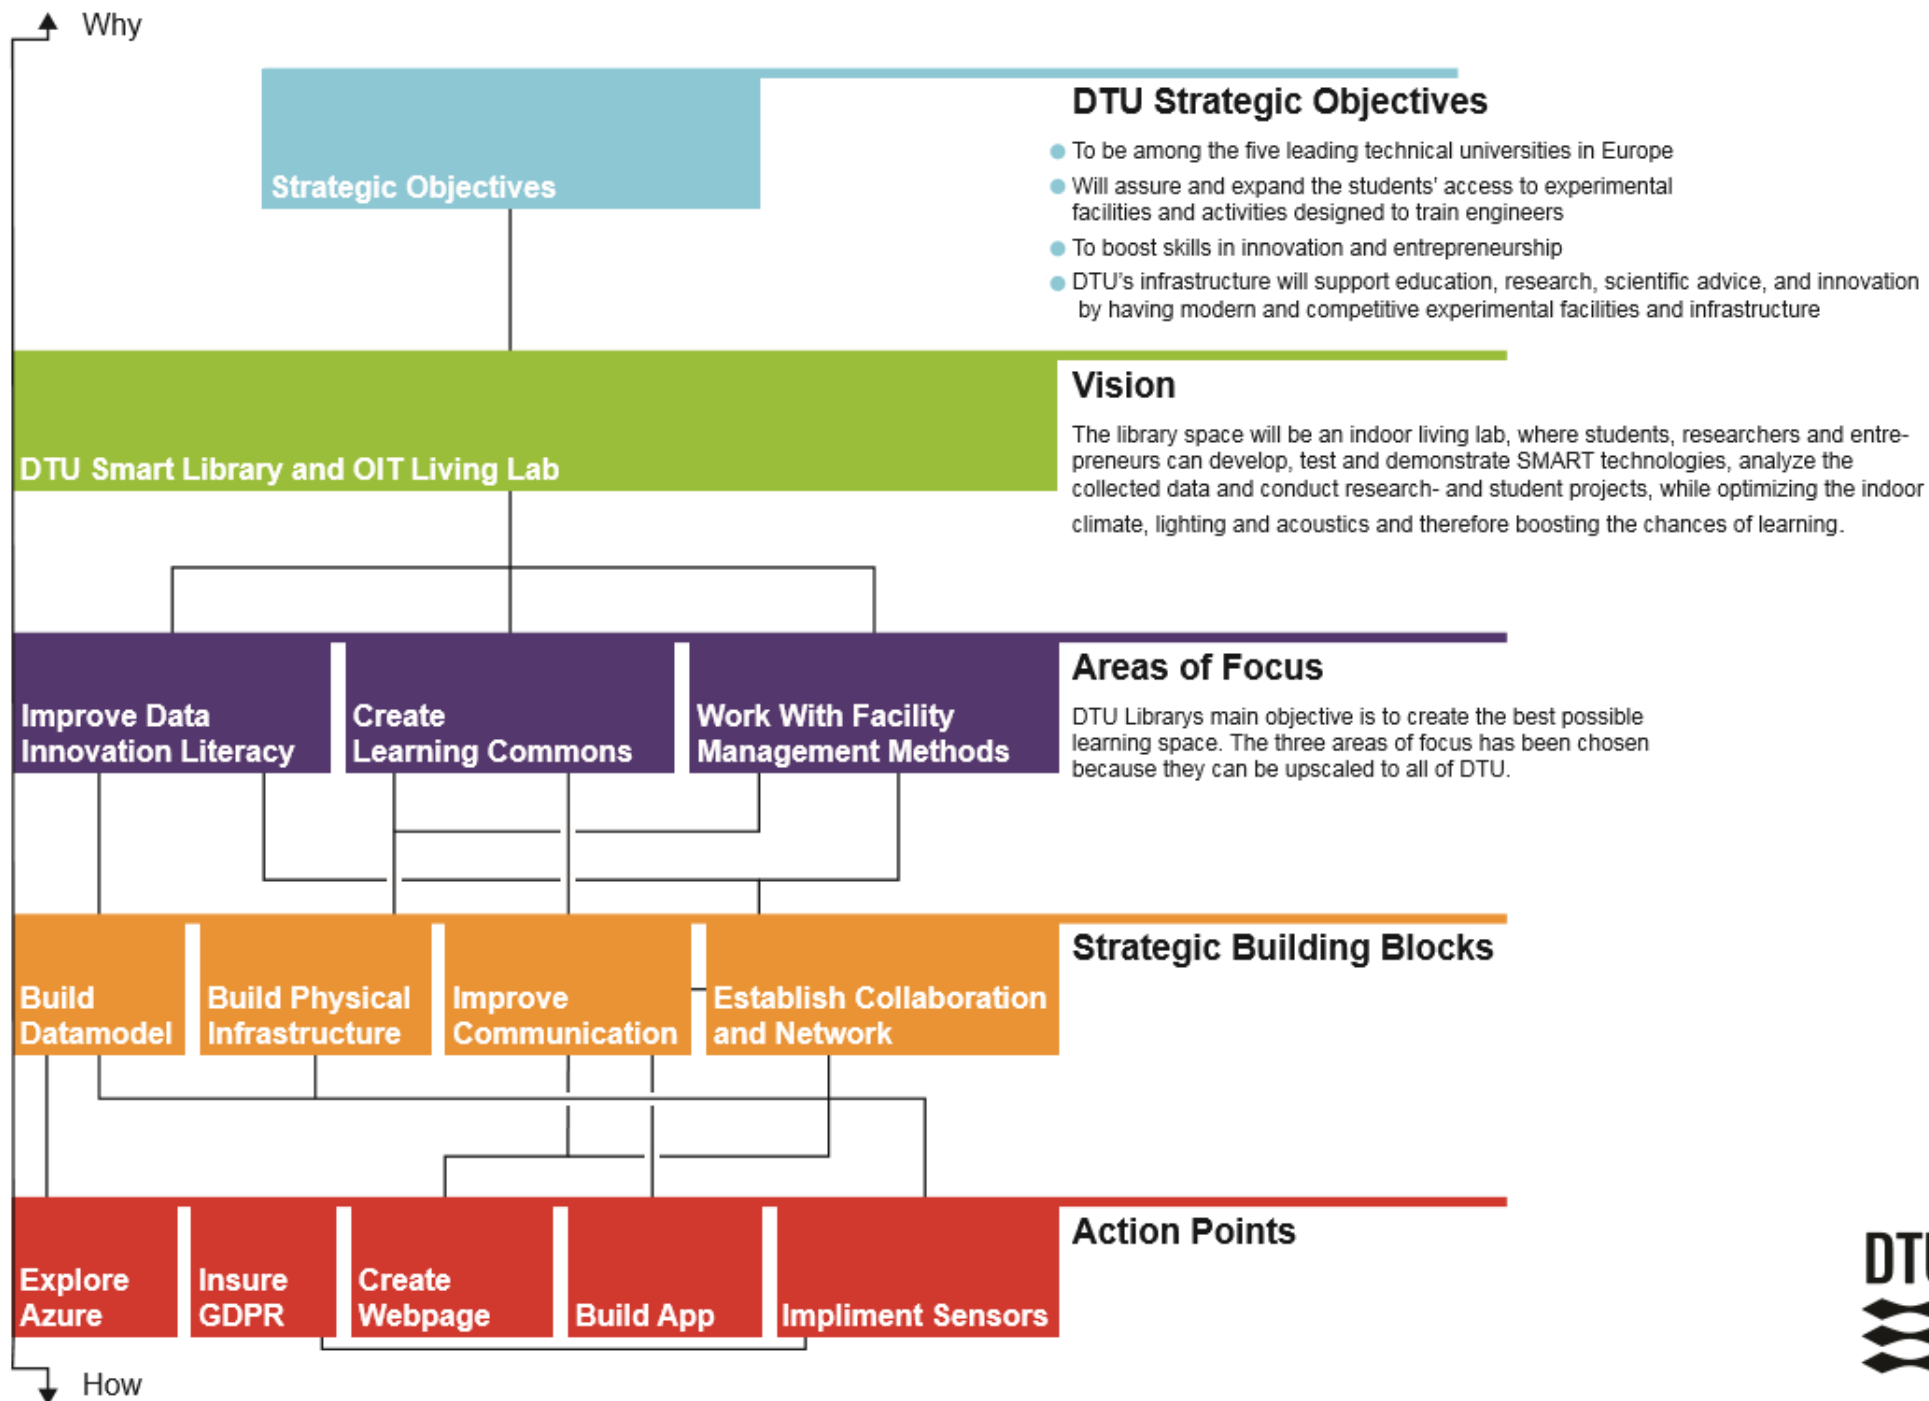 Why
Strategic Objectives
DTU Strategic Objectives
To be among the five leading technical universities in Europe
Will assure and expand the students' access to experimental
facilities and activities designed to train engineers
To boost skills in innovation and entrepreneurship
DTU's infrastructure will support education, research, scientific advice, and innovation
by having modern and competitive experimental facilities and infrastructure
DTU Smart Library and OIT Living Lab
Vision
The library space will be an indoor living lab, where students, researchers and entre-
preneurs can develop, test and demonstrate SMART technologies, analyze the
collected data and conduct research- and student projects, while optimizing the indoor
climate, lighting and acoustics and therefore boosting the chances of learning.
Improve Data
Innovation Literacy
Create
Learning Commons
Work With Facility
Management Methods
Areas of Focus
DTU Librarys main objective is to create the best possible
learning space. The three areas of focus has been chosen
because they can be upscaled to all of DTU.
Build
Datamodel
Build Physical
Infrastructure
Improve
Communication
Establish Collaboration
and Network
Strategic Building Blocks
Explore
Azure
Insure
GDPR
Create
Webpage
Build App
Impliment Sensors
Action Points
DTU
How